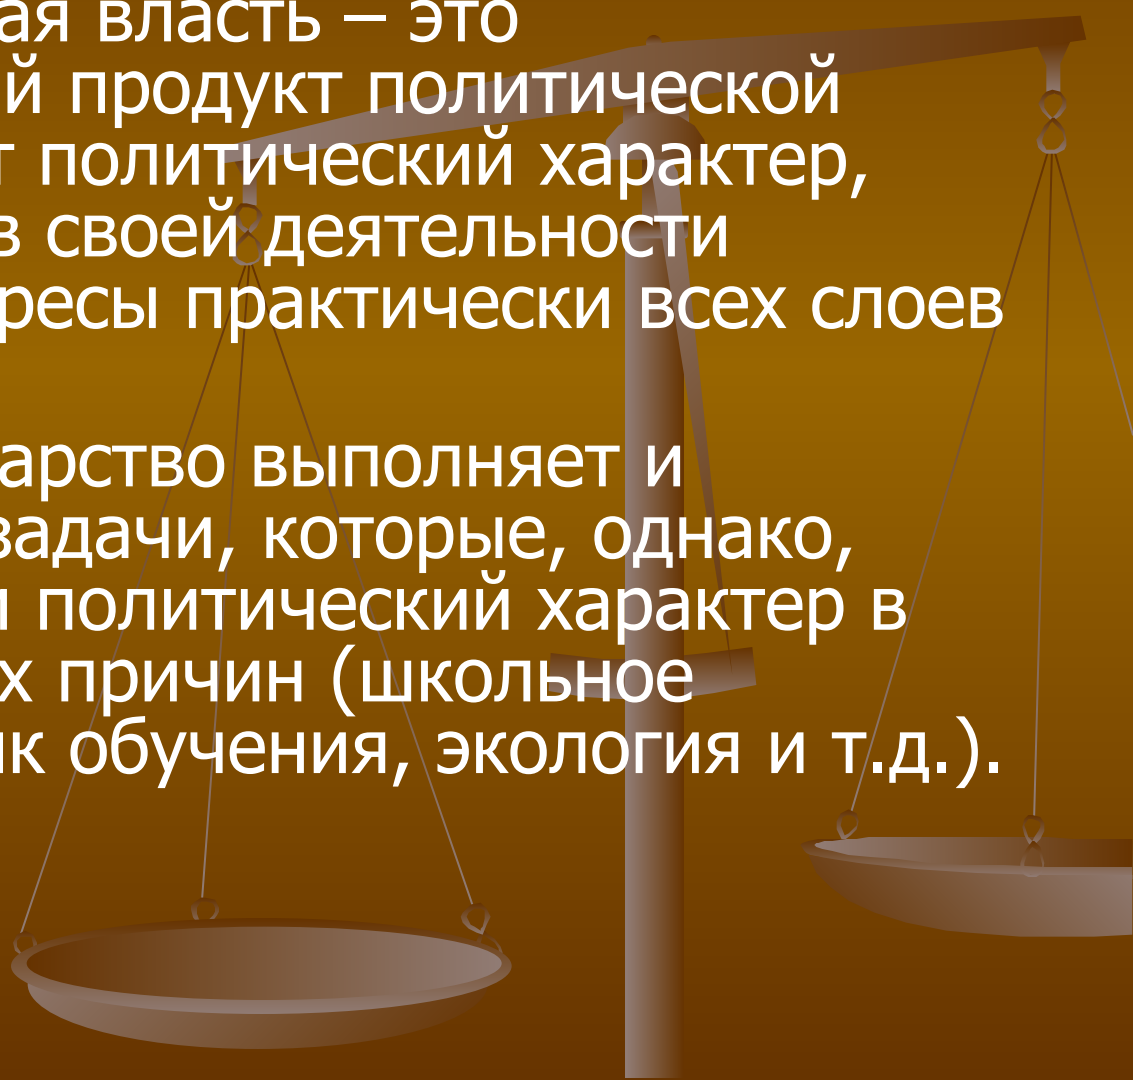 ая власть – это
й продукт политической
т политический характер,
в своей деятельности
ресы практически всех слоев
арство выполняет и
задачи, которые, однако,
и политический характер в
х причин (школьное
ик обучения, экология и т.д.).